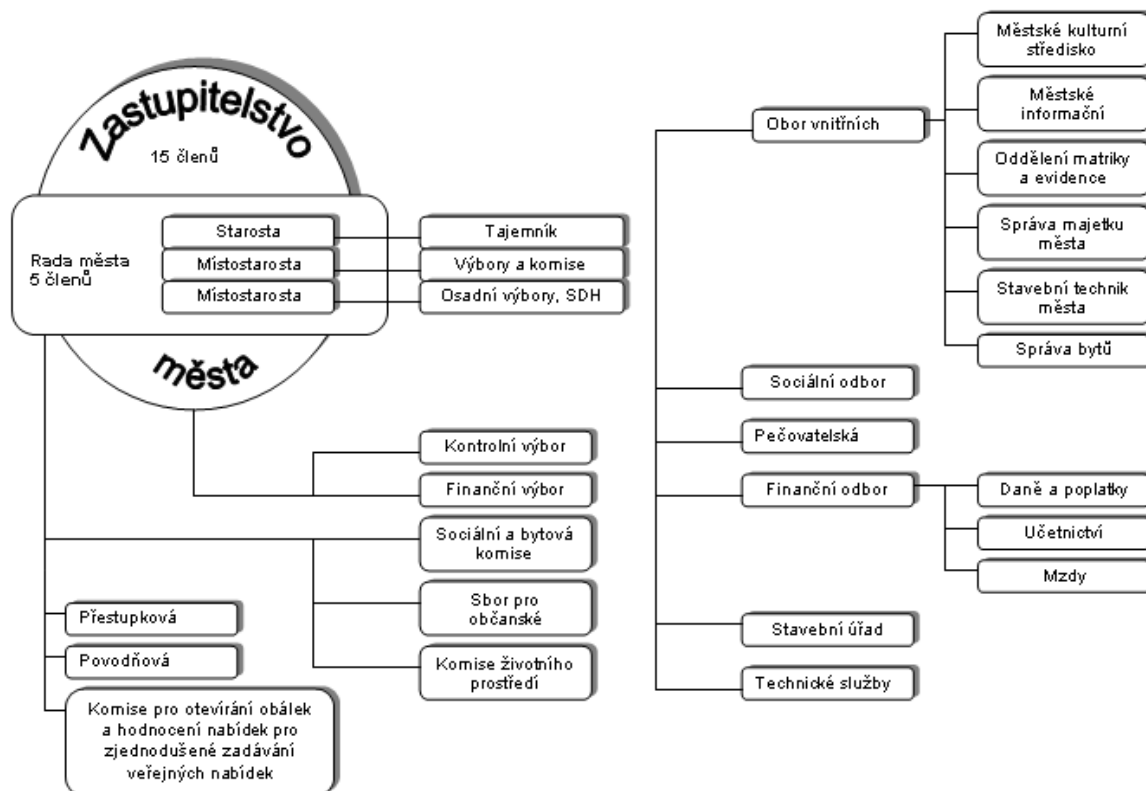 Zastupitelstvo
15 členů
Rada města
5 členů
Starosta
Místostarosta
Místostarosta
Tajemník
Výbory a komise
Osadní výbory, SDH
města
Kontrolní výbor
Finanční výbor
Sociální a bytová
komise
Sbor pro
občanské
Komise životního
prostředí
Přestupková
Povodňová
Komise pro otevírání obálek
a hodnocení nabídek pro
zjednodušené zadávání
veřejných nabídek
Obor vnitřních
Městské kulturní
středisko
Městské
informační
Oddělení matriky
a evidence
Správa majetku
města
Stavební technik
města
Správa bytů
Sociální odbor
Pečovatelská
Finanční odbor
Daně a poplatky
Učetnictví
Mzdy
Stavební úřad
Technické služby